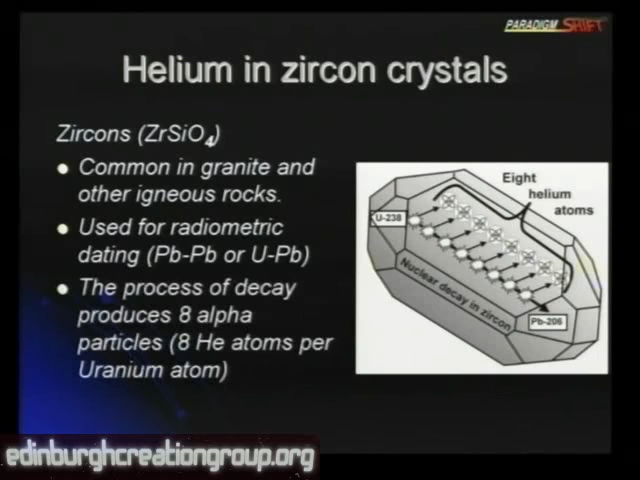 PARADIGM SHIFT
Helium in zircon crystals
Zircons (ZrSiO4)
Common in granite and
other igneous rocks.
Used for radiometric
dating (Pb-Pb or U-Pb)
The process of decay
produces 8 alpha
particles (8 He atoms per
Uranium atom)
Eight
helium
atoms
U-238
Nuclear decay in zircon
Pb-206
edinburghcreationgroup.org